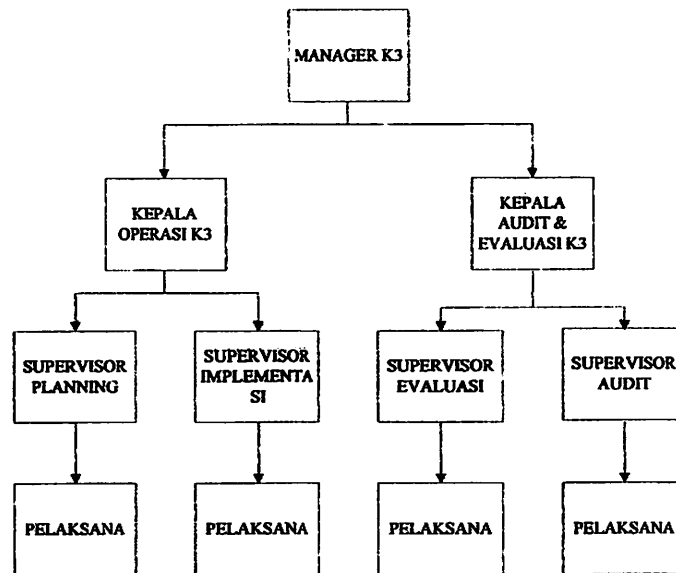 MANAGER K3
KEPALA
OPERASI K3
KEPALA
AUDIT &
EVALUASI K3
SUPERVISOR
PLANNING
SUPERVISOR
IMPLEMENTA
SI
SUPERVISOR
EVALUASI
SUPERVISOR
AUDIT
PELAKSANA
PELAKSANA
PELAKSANA
PELAKSANA